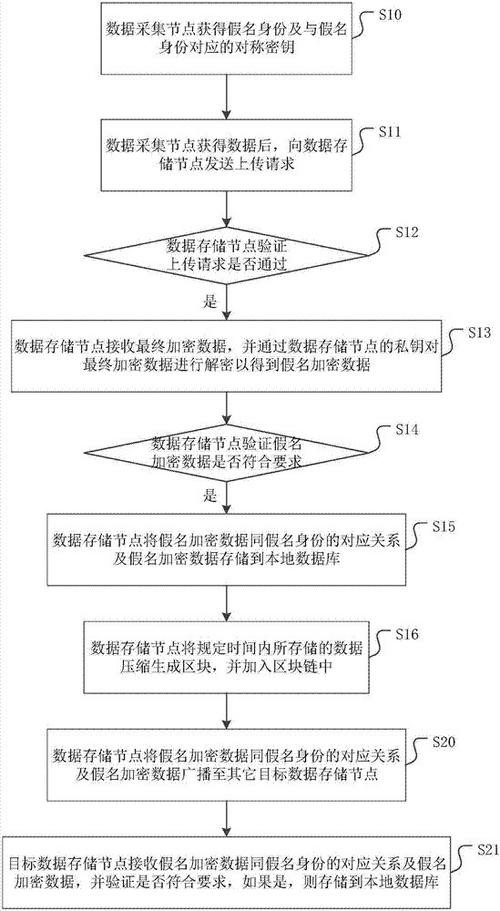 S10
数据采集节点获得假名身份及与假名
身份对应的对称密钥
S11
数据采集节点获得数据后，向数据存
储节点发送上传请求
S12
数据存储节点验证
上传请求是否通过
是
S13
数据存储节点接收最终加密数据，并通过数据存储节点的私钥对
最终加密数据进行解密以得到假名加密数据
S14
数据存储节点验证假名
加密数据是否符合要求
是
S15
数据存储节点将假名加密数据同假名身份的对应关系
及假名加密数据存储到本地数据库
S16
数据存储节点将规定时间内所存储的数据
压缩生成区块，并加入区块链中
S20
数据存储节点将假名加密数据同假名身份的对应关系
及假名加密数据广播至其它目标数据存储节点
S21
目标数据存储节点接收假名加密数据同假名身份的对应关系及假名
加密数据，并验证是否符合要求，如果是，则存储到本地数据库